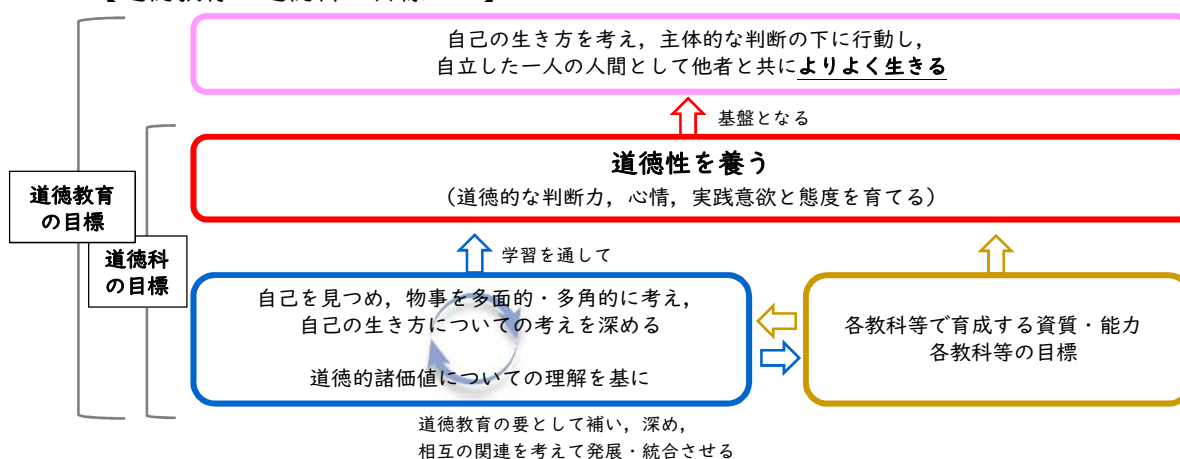 自己の生き方を考え，主体的な判断の下に行動し，
自立した一人の人間として他者と共によりよく生きる
基盤となる
道徳性を養う
（道徳的な判断力，心情，実践意欲と態度を育てる）
道徳教育
の目標
道徳科
の目標
学習を通して
自己を見つめ，物事を多面的・多角的に考え，
自己の生き方についての考えを深める
道徳的諸価値についての理解を基に
各教科等で育成する資質・能力
各教科等の目標
道徳教育の要として補い，深め，
相互の関連を考えて発展・統合させる